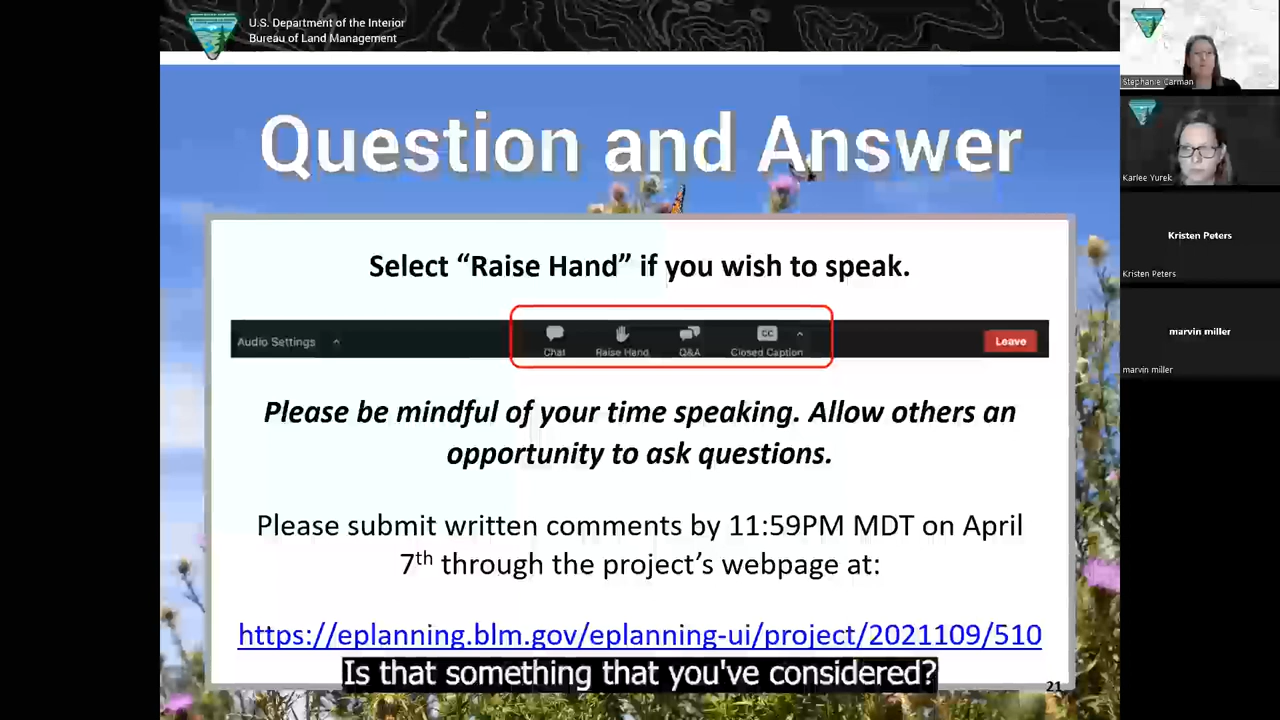 U.S. Department of the Interior
Bureau of Land Management
Question and Answer
Select “Raise Hand” if you wish to speak.
Audio Settings
Chat
Raise Hand
Q&A
CC
Closed Caption
Leave
Please be mindful of your time speaking. Allow others an
opportunity to ask questions.
Please submit written comments by 11:59PM MDT on April
7th through the project’s webpage at:
https://eplanning.blm.gov/eplanning-ui/project/2021109/510
Is that something that you've considered?
21
Stephanie Carman
Karlee Yurek
Kristen Peters
Kristen Peters
marvin miller
marvin miller